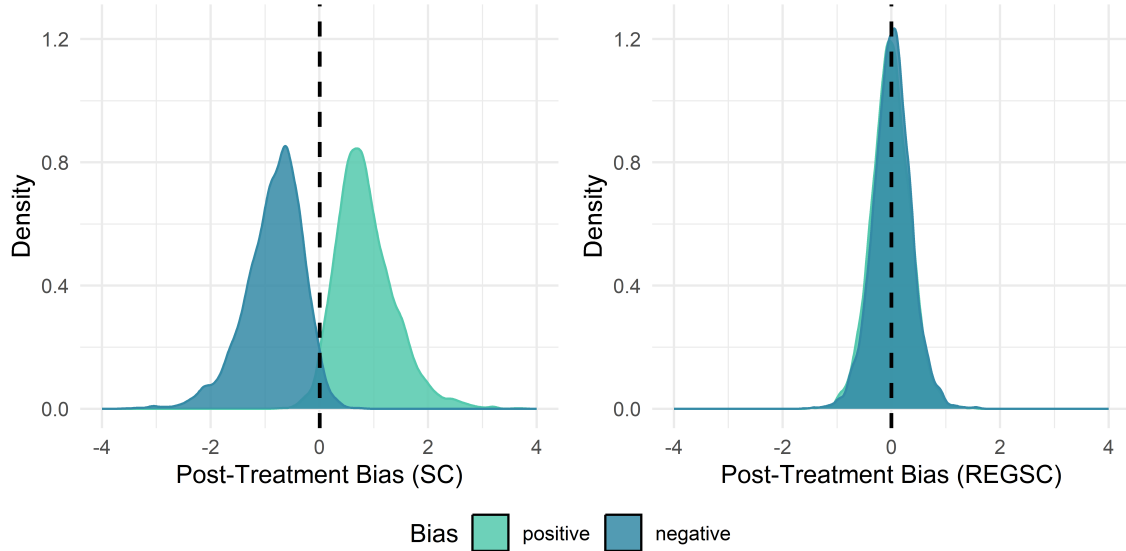 Density
1.2
0.8
0.4
0.0
-4 -2 0 2 4
Post-Treatment Bias (SC)
Density
1.2
0.8
0.4
0.0
-4 -2 0 2 4
Post-Treatment Bias (REGSC)
Bias positive negative